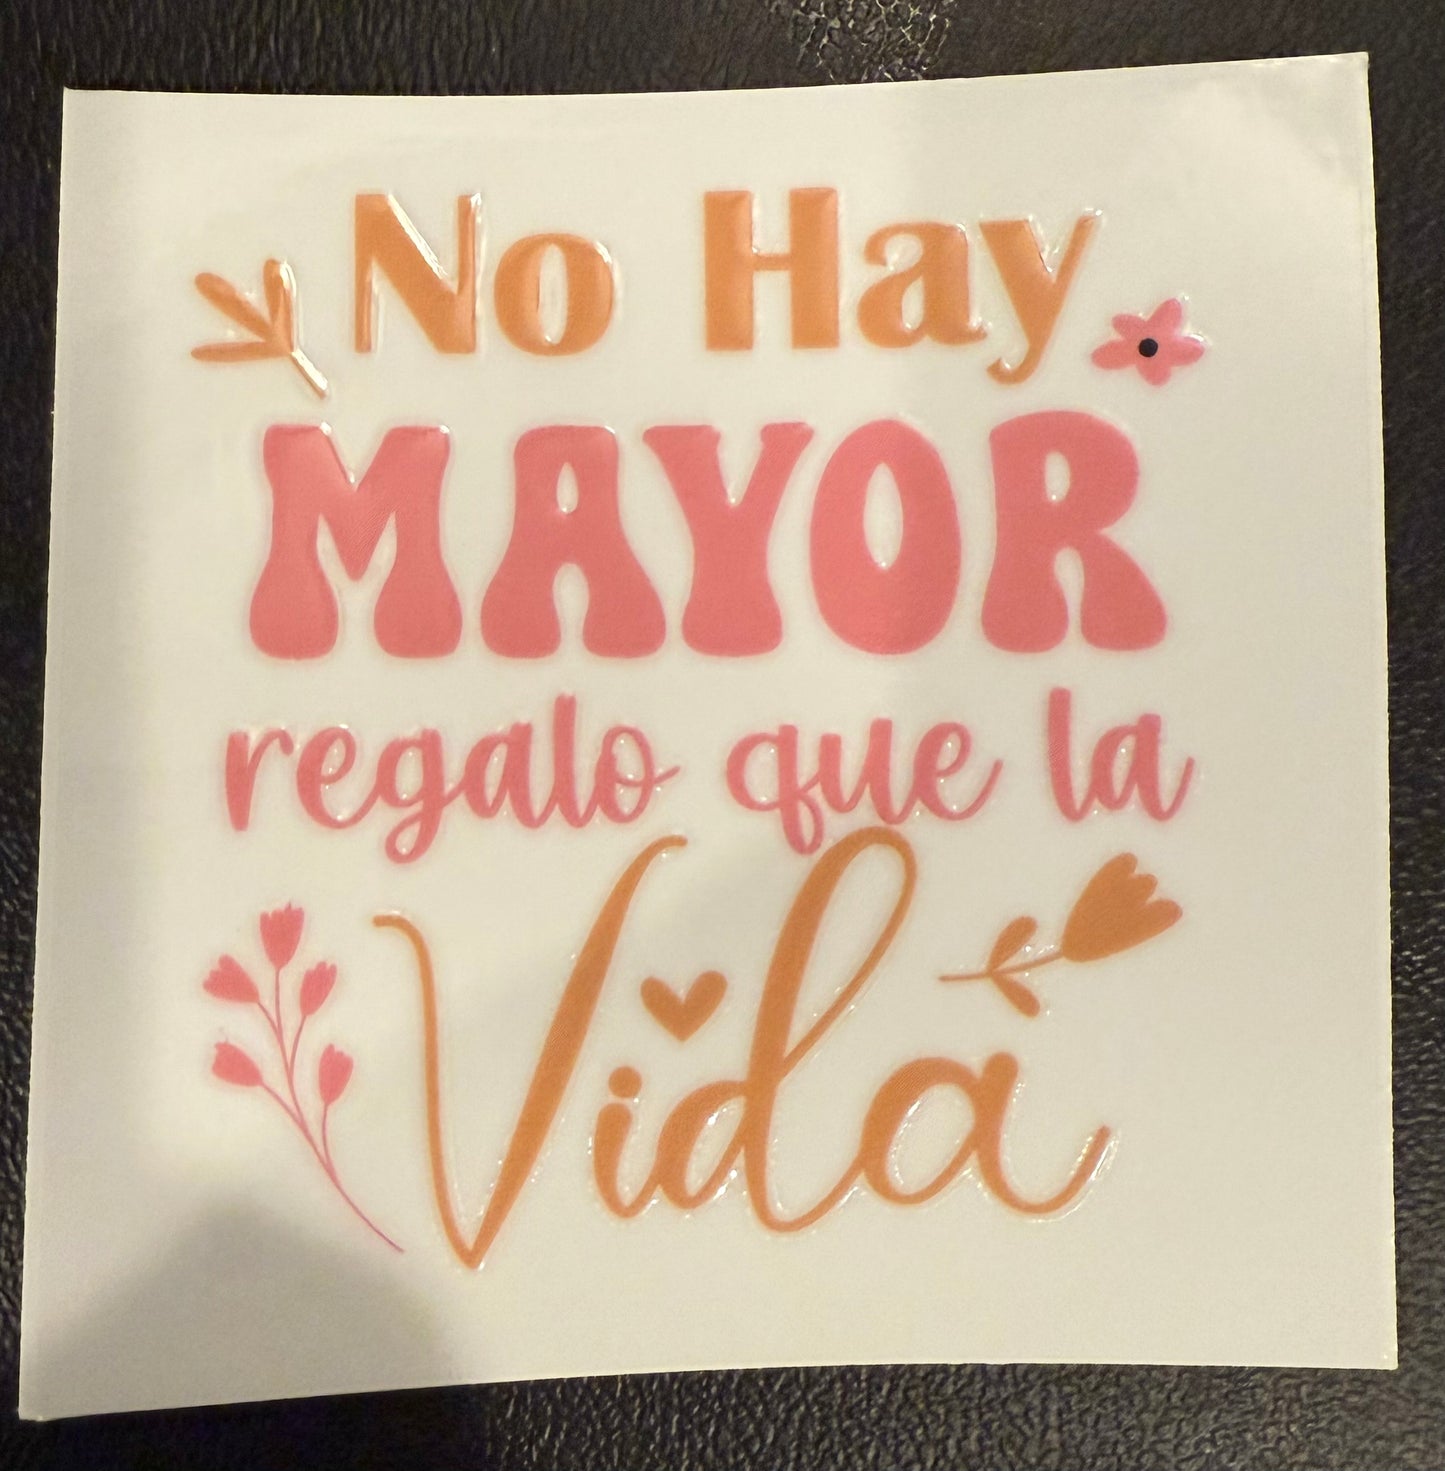 No Hay
MAYOR
regalo que la
Vida